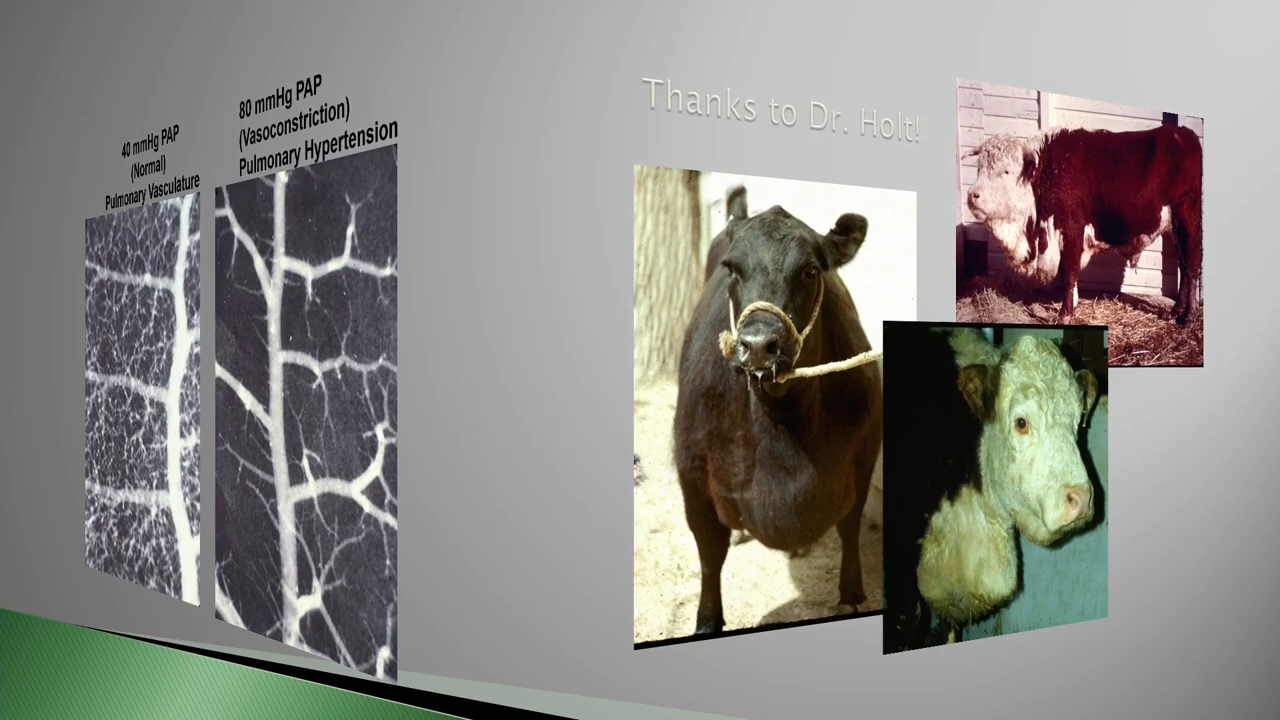 40 mmHg PAP
(Normal)
Pulmonary Vasculature
80 mmHg PAP
(Vasoconstriction)
Pulmonary Hypertension
Thanks to Dr. Holt!